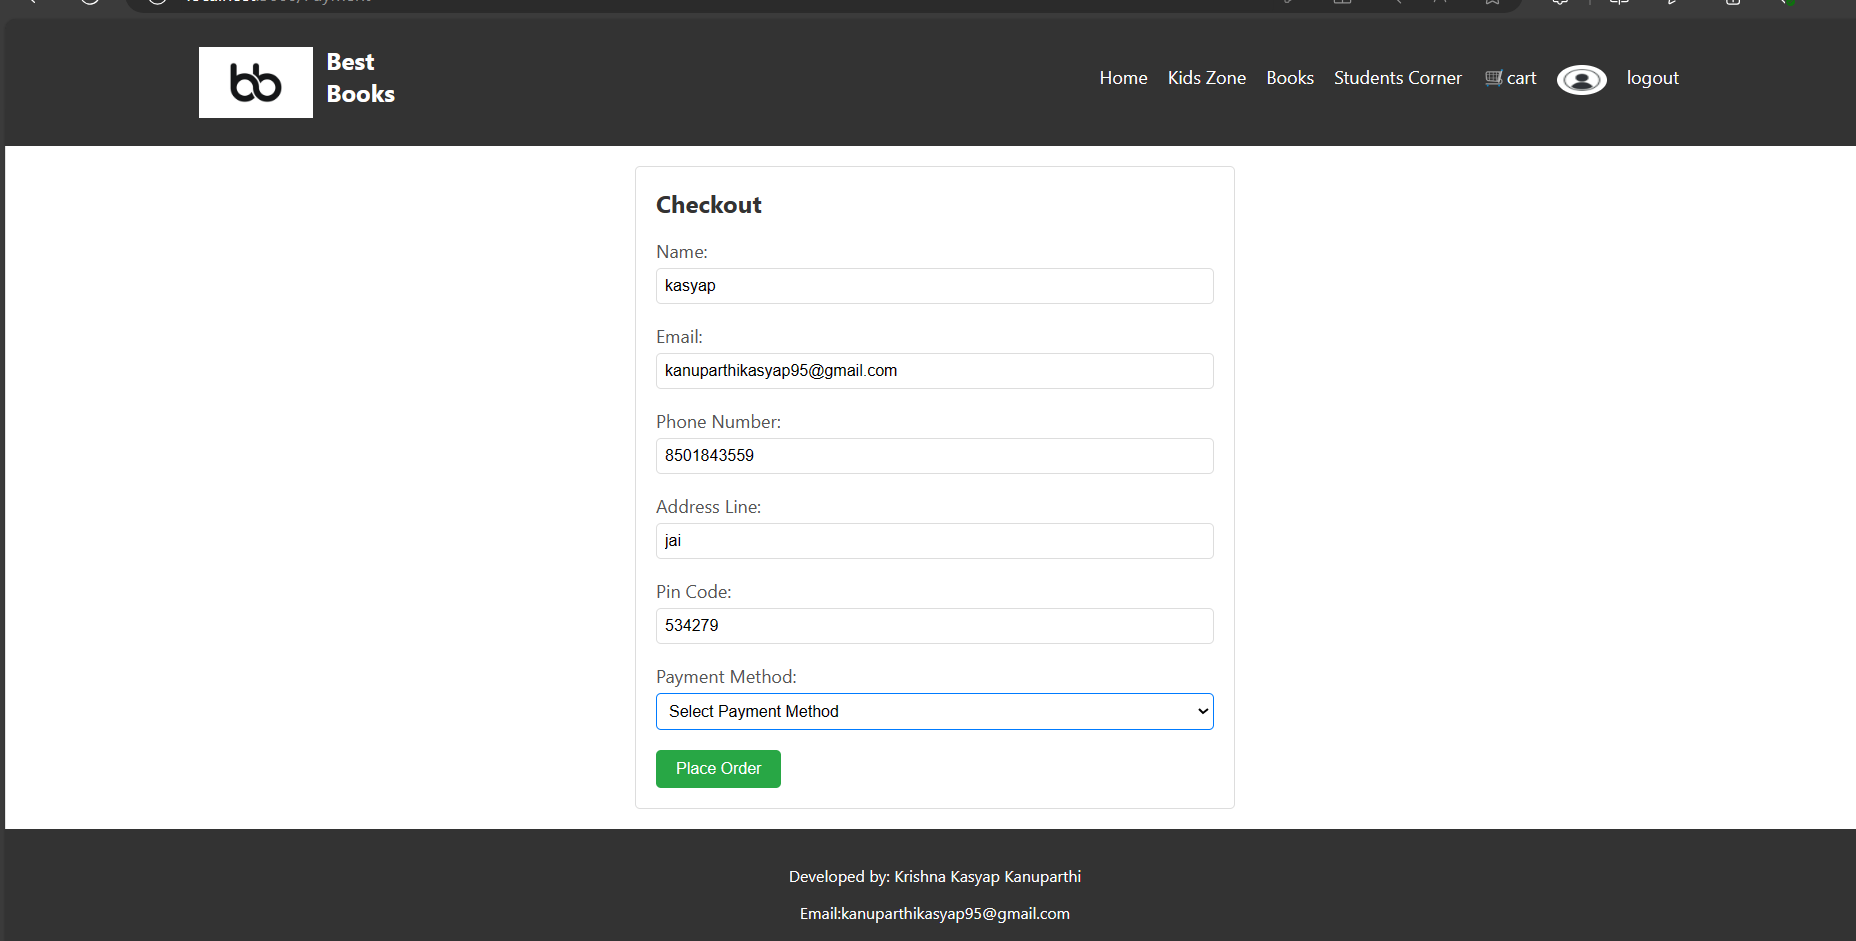 bb
Best
Books
Home Kids Zone Books Students Corner cart logout
Checkout
Name:
kasyap
Email:
kanuparthikasyap95@gmail.com
Phone Number:
8501843559
Address Line:
jai
Pin Code:
534279
Payment Method:
Select Payment Method
Place Order
Developed by: Krishna Kasyap Kanuparthi
Email:kanuparthikasyap95@gmail.com